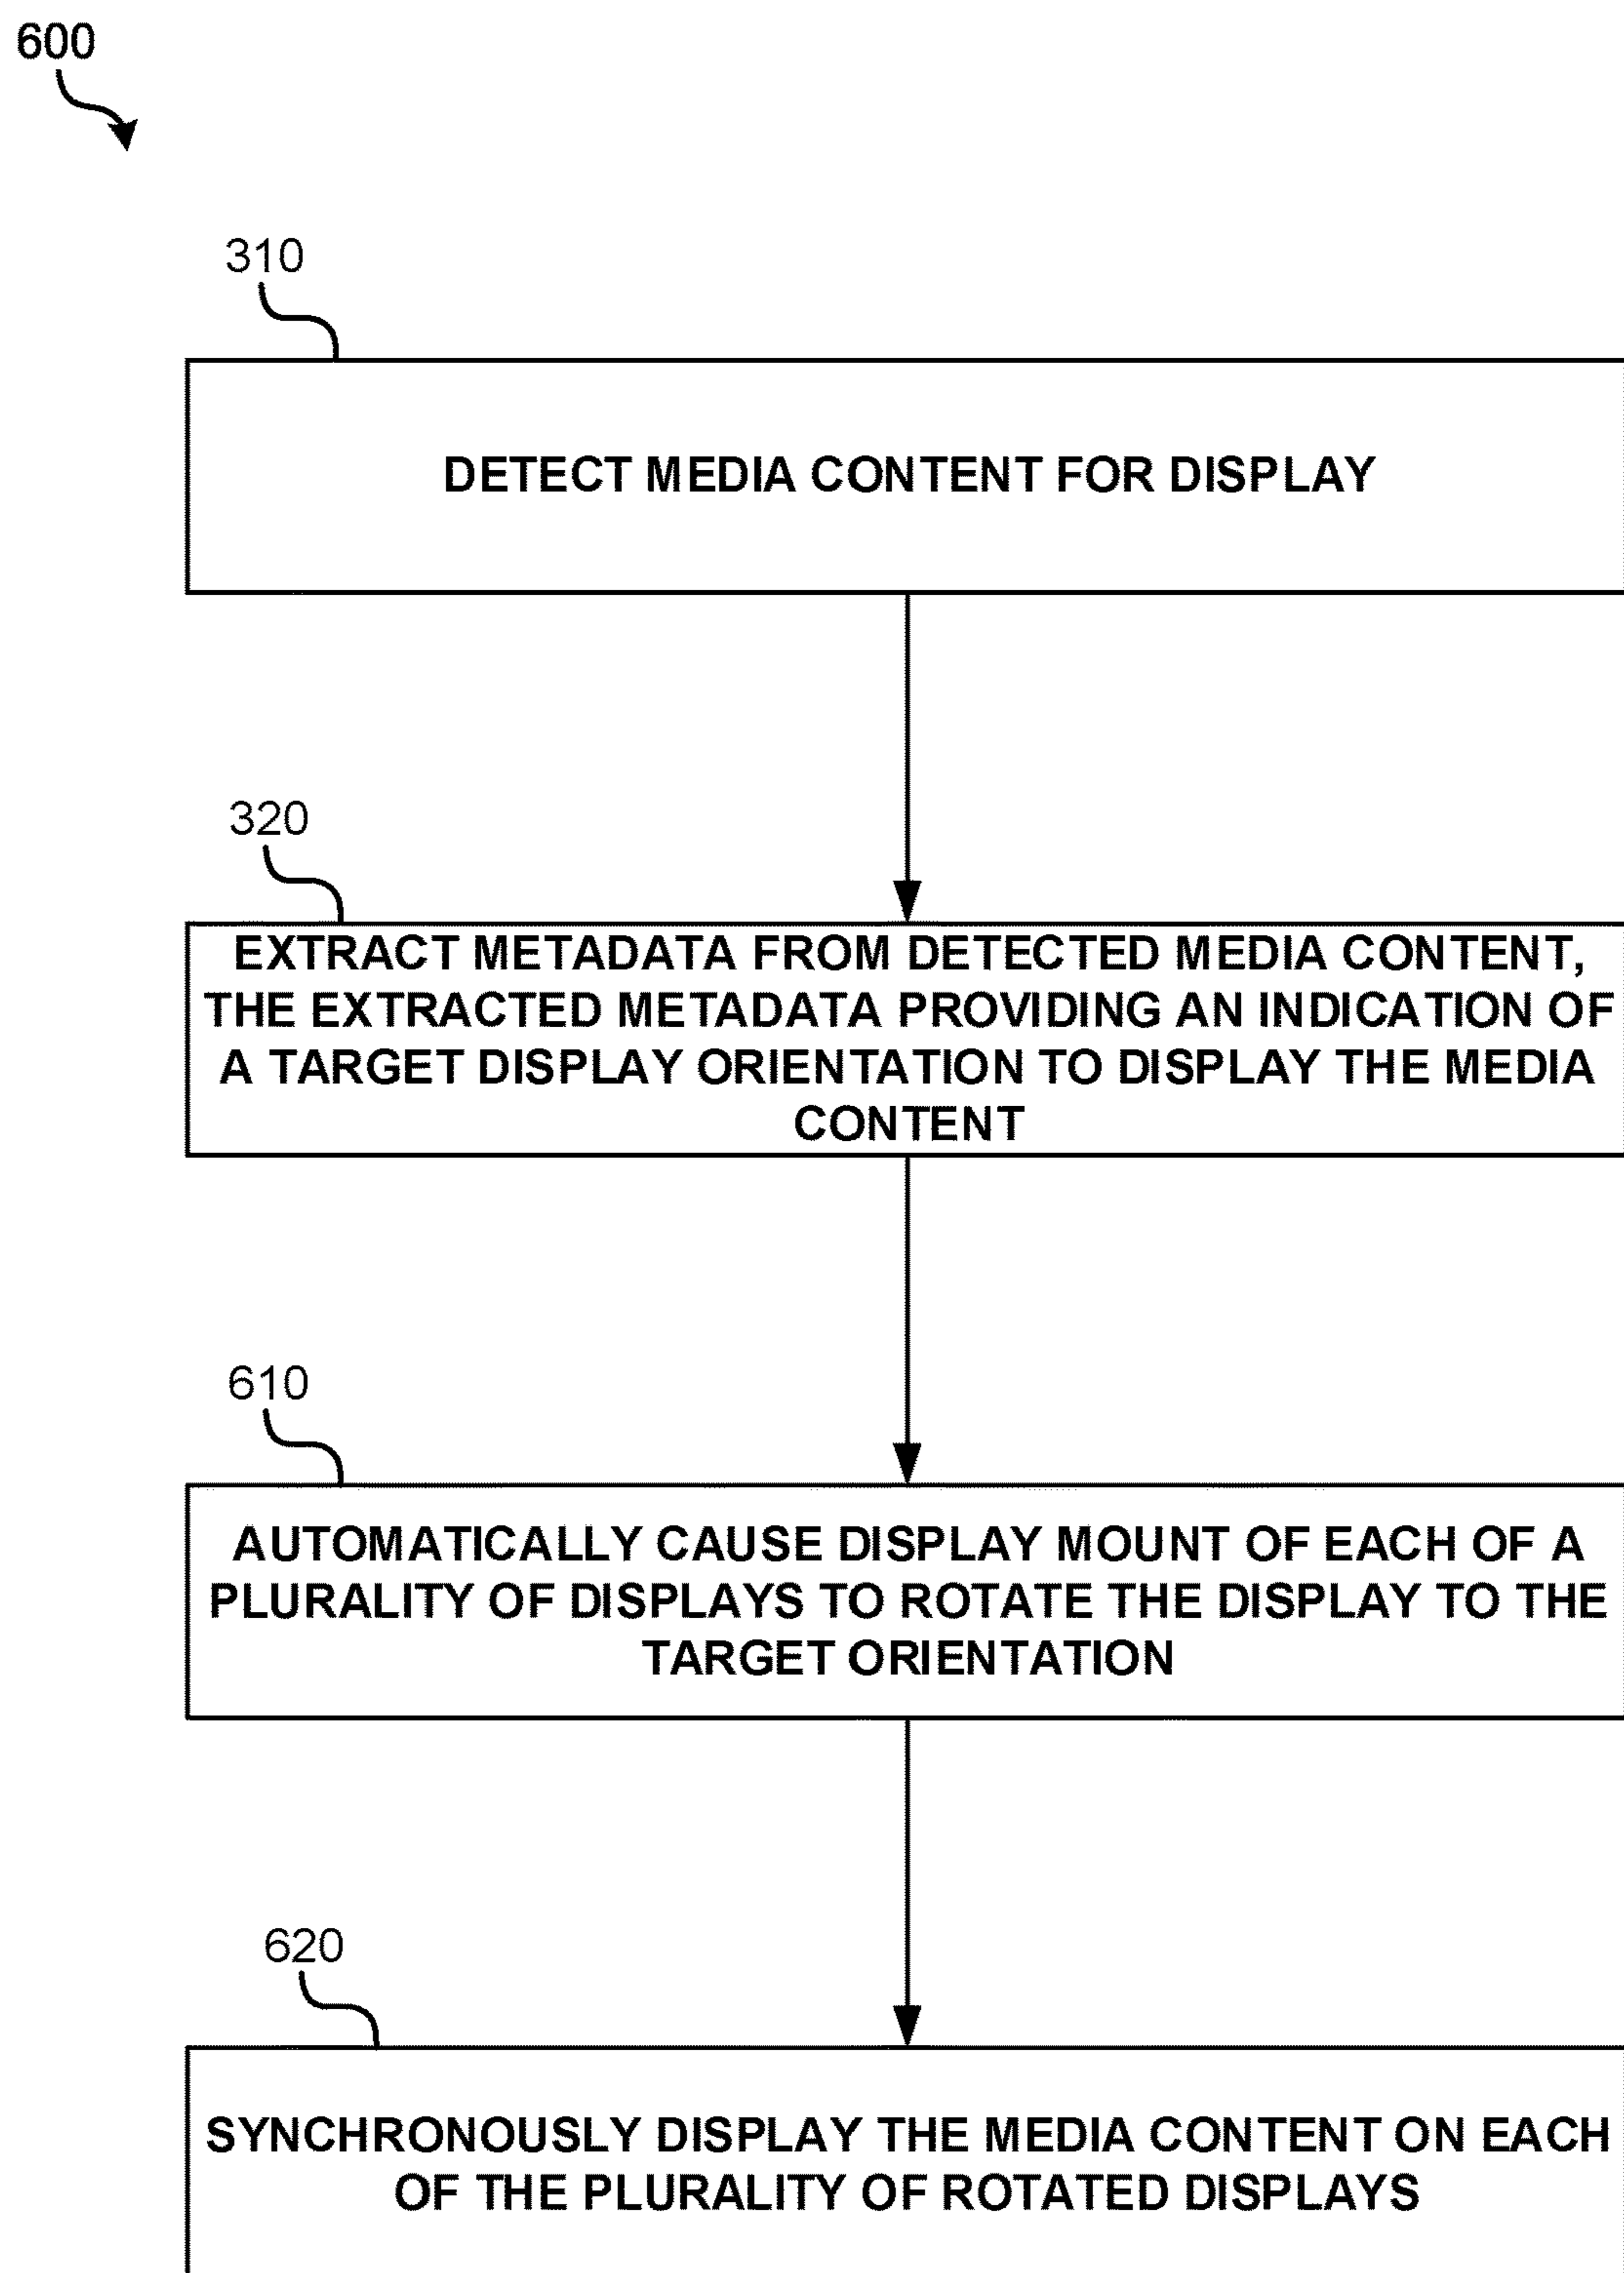 600
310
DETECT MEDIA CONTENT FOR DISPLAY
320
EXTRACT METADATA FROM DETECTED MEDIA CONTENT,
THE EXTRACTED METADATA PROVIDING AN INDICATION OF
A TARGET DISPLAY ORIENTATION TO DISPLAY THE MEDIA
CONTENT
610
AUTOMATICALLY CAUSE DISPLAY MOUNT OF EACH OF A
PLURALITY OF DISPLAYS TO ROTATE THE DISPLAY TO THE
TARGET ORIENTATION
620
SYNCHRONOUSLY DISPLAY THE MEDIA CONTENT ON EACH
OF THE PLURALITY OF ROTATED DISPLAYS